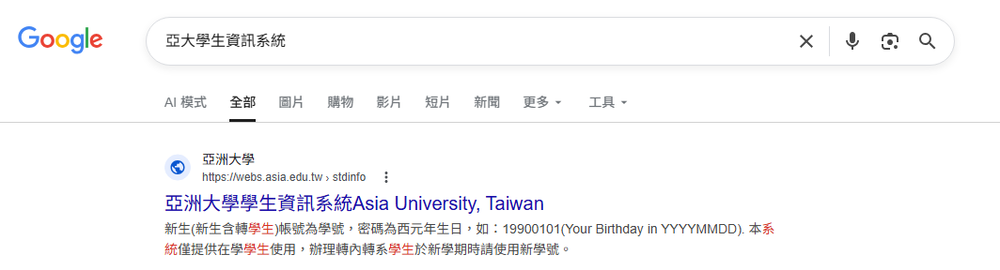 Google
亞大學生資訊系統
AI 模式 全部 圖片 購物 影片 短片 新聞 更多 工具
亞洲大學
https://webs.asia.edu.tw › stdinfo
亞洲大學學生資訊系統Asia University, Taiwan
新生(新生含轉學生)帳號為學號，密碼為西元年生日，如：19900101(Your Birthday in YYYYMMDD). 本系
統僅提供在學學生使用，辦理轉內轉系學生於新學期時請使用新學號。